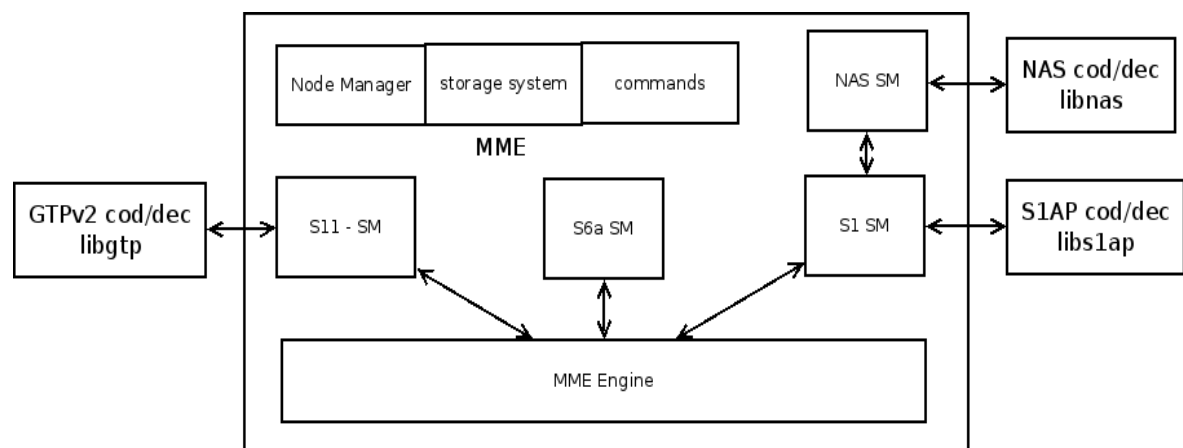 Node Manager
storage system
commands
MME
NAS SM
NAS cod/dec
libnas
GTPv2 cod/dec
libgtp
S11 - SM
S6a SM
S1 SM
S1AP cod/dec
libs1ap
MME Engine